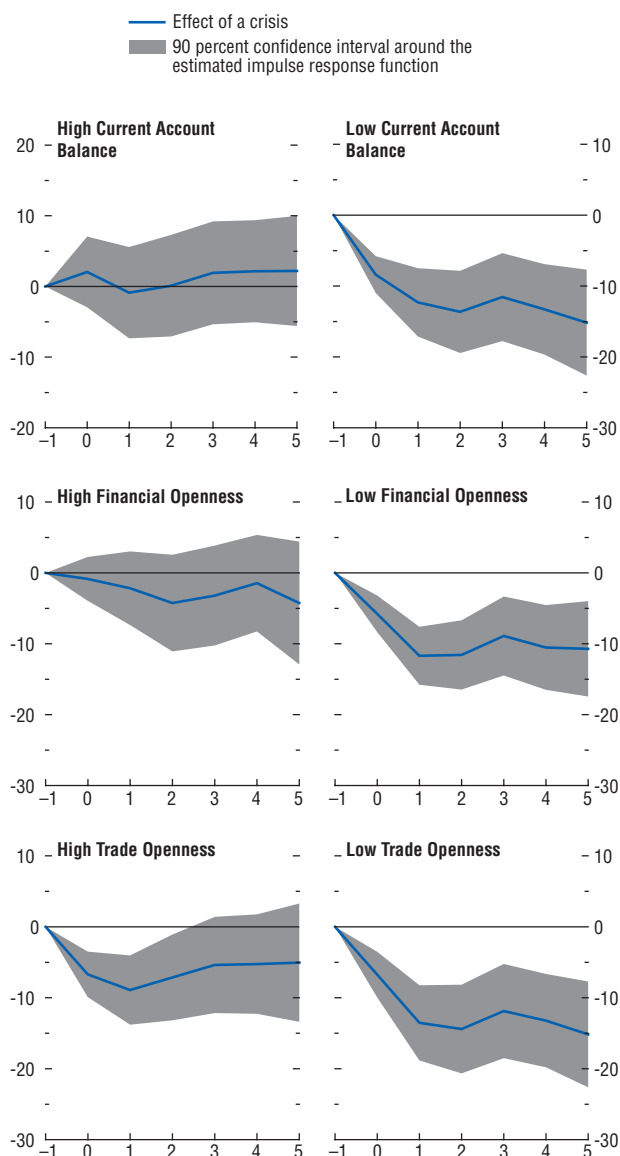 Effect of a crisis
90 percent confidence interval around the
estimated impulse response function
High Current Account
Balance
20
10
0
-10
-20
–1 0 1 2 3 4 5
Low Current Account
Balance
10
0
-10
-20
-30
–1 0 1 2 3 4 5
High Financial Openness
10
0
-10
-20
-30
–1 0 1 2 3 4 5
Low Financial Openness
10
0
-10
-20
-30
–1 0 1 2 3 4 5
High Trade Openness
10
0
-10
-20
-30
–1 0 1 2 3 4 5
Low Trade Openness
10
0
-10
-20
-30
–1 0 1 2 3 4 5